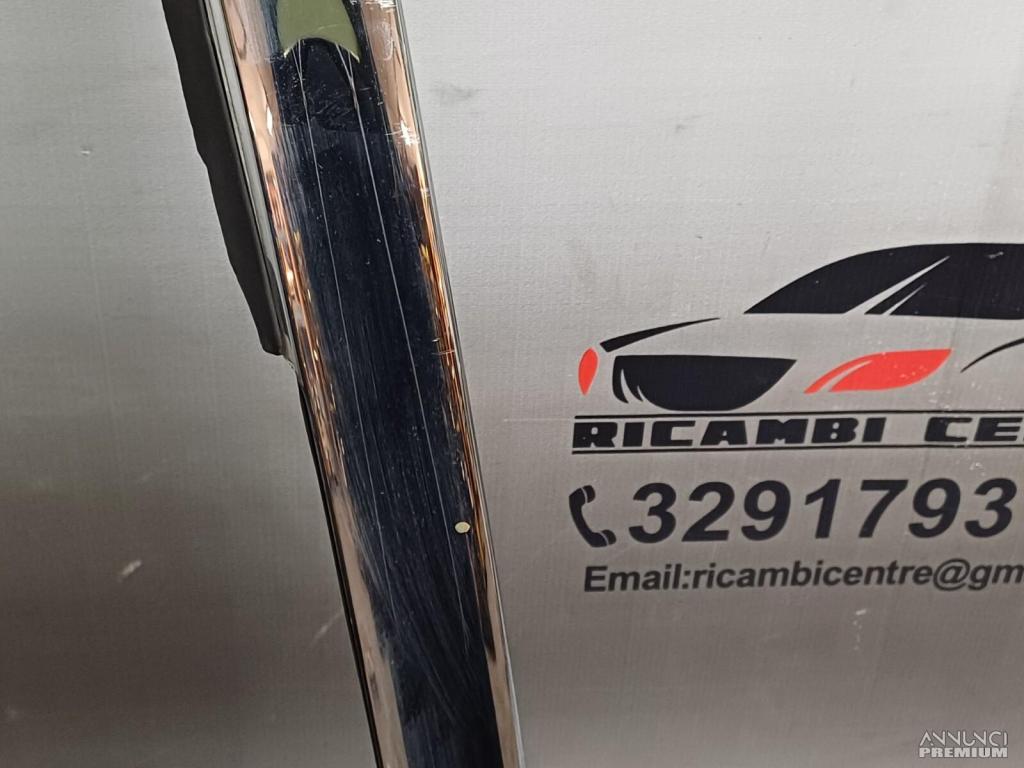 RICAMBI CE
3291793
Email:ricambicentre@gm
ANNUNCI
PREMIUM